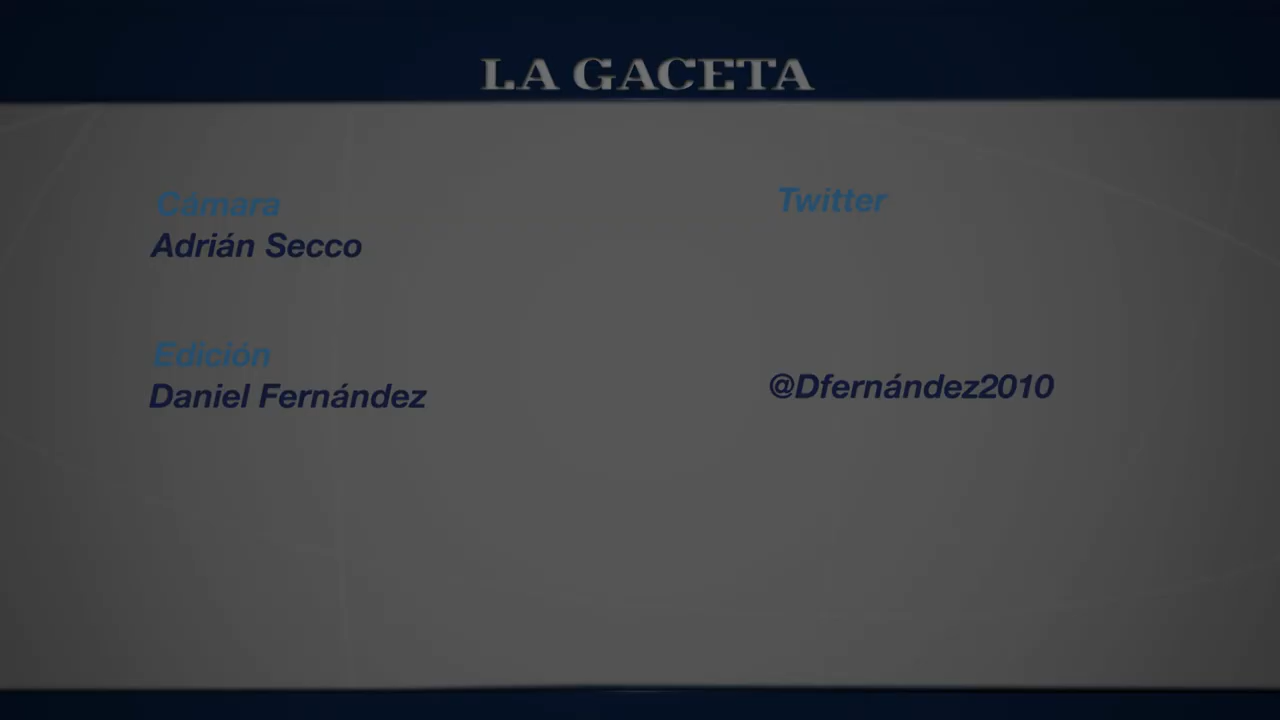 LA GACETA
Cámara
Adrián Secco
Edición
Daniel Fernández
Twitter
@Dfernández2010